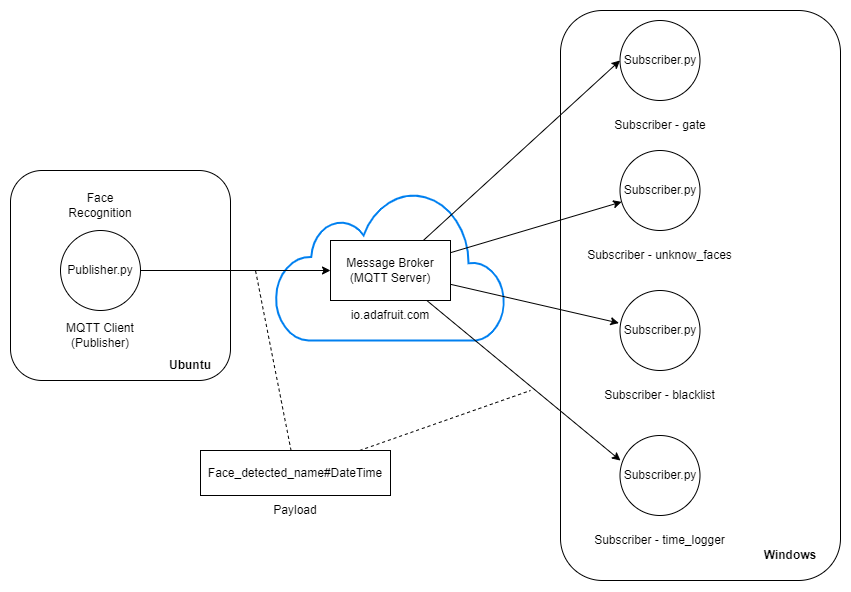 Face
Recognition
Publisher.py
MQTT Client
(Publisher)
Ubuntu
Message Broker
(MQTT Server)
io.adafruit.com
Face_detected_name#DateTime
Payload
Subscriber.py
Subscriber - gate
Subscriber.py
Subscriber - unknow_faces
Subscriber.py
Subscriber - blacklist
Subscriber.py
Subscriber - time_logger
Windows